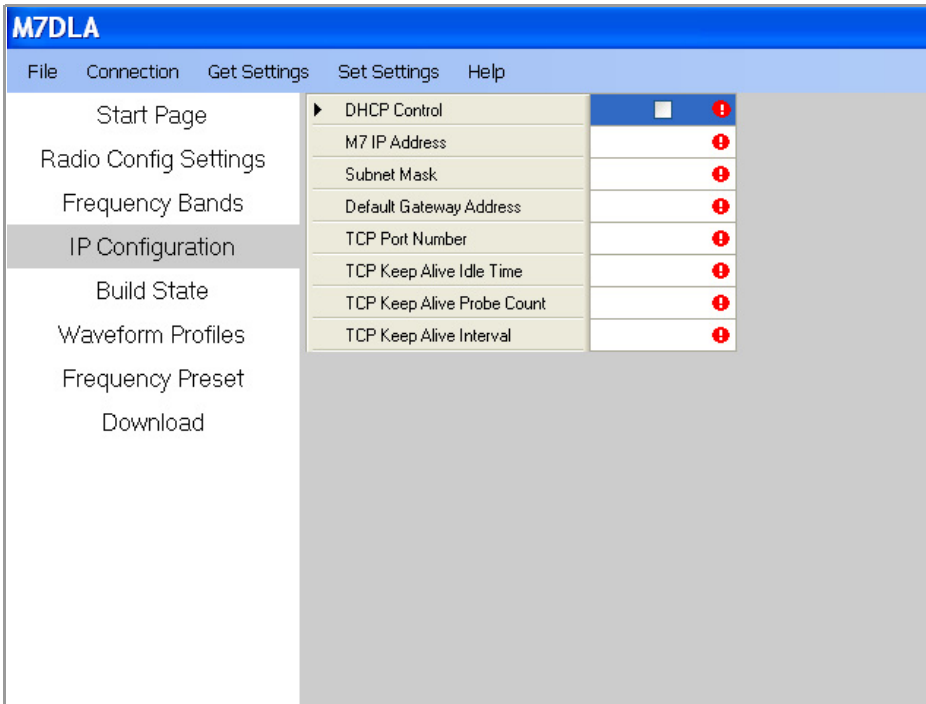 M7DLA
File Connection Get Settings Set Settings Help
Start Page
Radio Config Settings
Frequency Bands
IP Configuration
Build State
Waveform Profiles
Frequency Preset
Download
DHCP Control
M7 IP Address
Subnet Mask
Default Gateway Address
TCP Port Number
TCP Keep Alive Idle Time
TCP Keep Alive Probe Count
TCP Keep Alive Interval